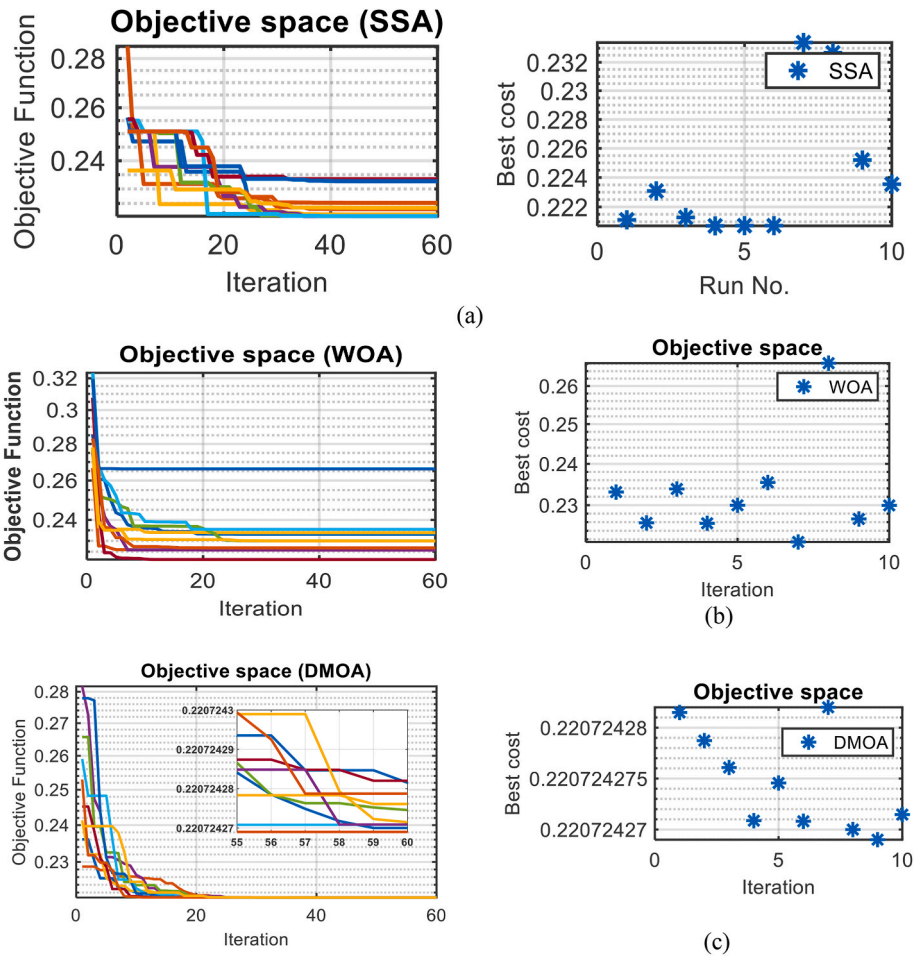 Objective space (SSA)
Objective Function
0.28
0.26
0.24
0
20
40
60
Iteration
Best cost
0.232
0.23
0.228
0.226
0.224
0.222
SSA
0
5
10
Run No.
(a)
Objective space (WOA)
Objective Function
0.32
0.3
0.28
0.26
0.24
0
20
40
60
Iteration
Objective space
Best cost
0.26
0.25
0.24
0.23
WOA
0
5
10
Iteration
(b)
Objective space (DMOA)
Objective Function
0.28
0.27
0.26
0.25
0.24
0.23
0
20
40
60
Iteration
0.2207243
0.22072429
0.22072428
0.22072427
55
56
57
58
59
60
Objective space
Best cost
0.22072428
0.220724275
0.22072427
DMOA
0
5
10
Iteration
(c)